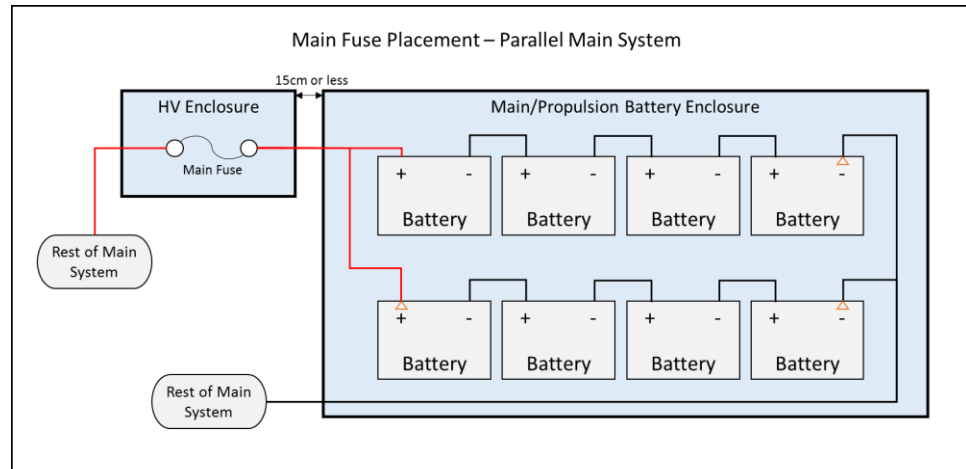 Main Fuse Placement – Parallel Main System
15cm or less
HV Enclosure
Main/Propulsion Battery Enclosure
Main Fuse
+ - + - + - + -
Battery Battery Battery Battery
Rest of Main
System
+ - + - + - + -
Battery Battery Battery Battery
Rest of Main
System